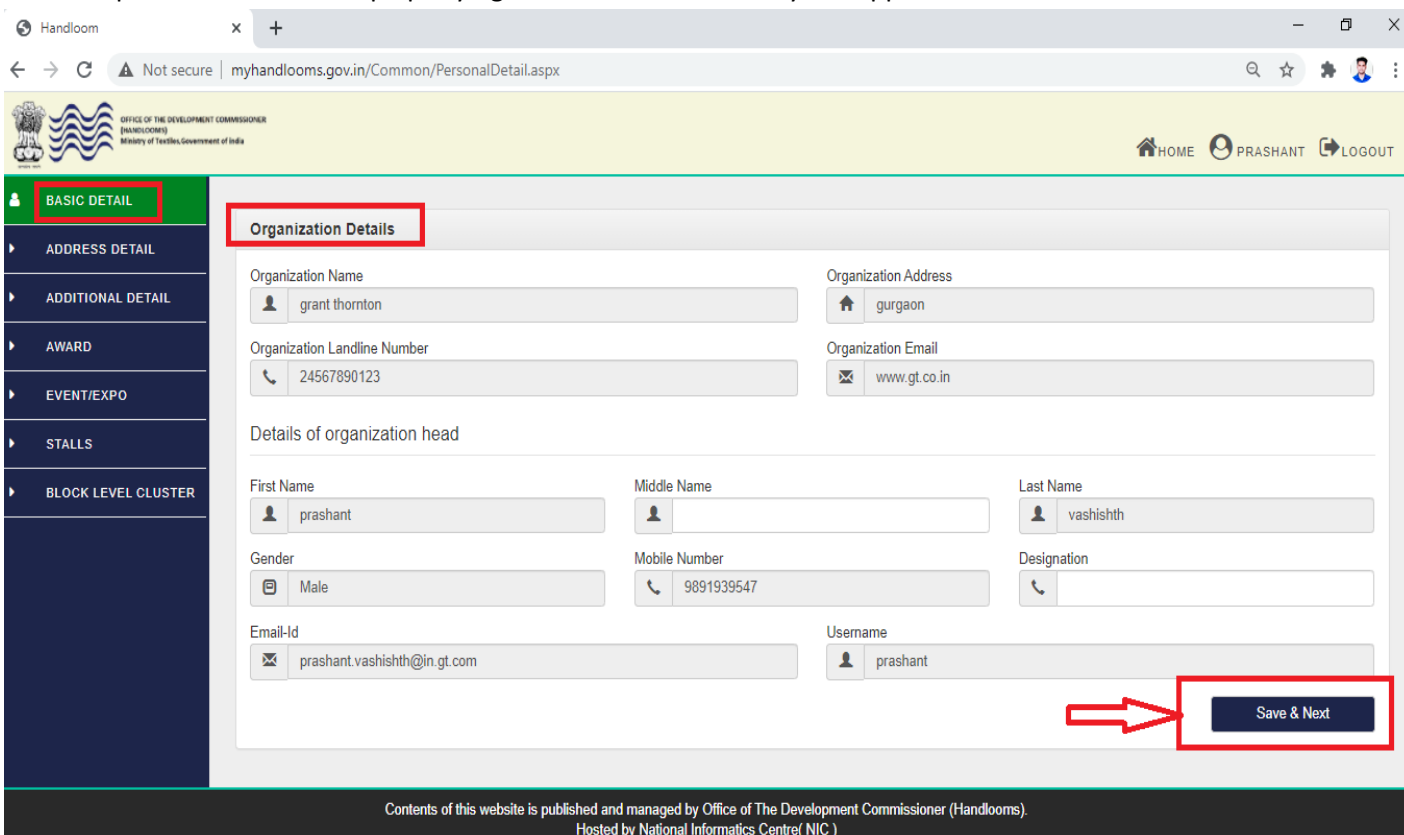 Handloom
Not secure | myhandlooms.gov.in/Common/PersonalDetail.aspx
OFFICE OF THE DEVELOPMENT COMMISSIONER
(HANDLOOMS)
Ministry of Textiles, Government of India
HOME PRASHANT LOGOUT
BASIC DETAIL
ADDRESS DETAIL
ADDITIONAL DETAIL
AWARD
EVENT/EXPO
STALLS
BLOCK LEVEL CLUSTER
Organization Details
Organization Name Organization Address
grant thornton gurgaon
Organization Landline Number Organization Email
24567890123 www.gt.co.in
Details of organization head
First Name Middle Name Last Name
prashant vashishth
Gender Mobile Number Designation
Male 9891939547
Email-Id Username
prashant.vashishth@in.gt.com prashant
Save & Next
Contents of this website is published and managed by Office of The Development Commissioner (Handlooms).
Hosted by National Informatics Centre( NIC )